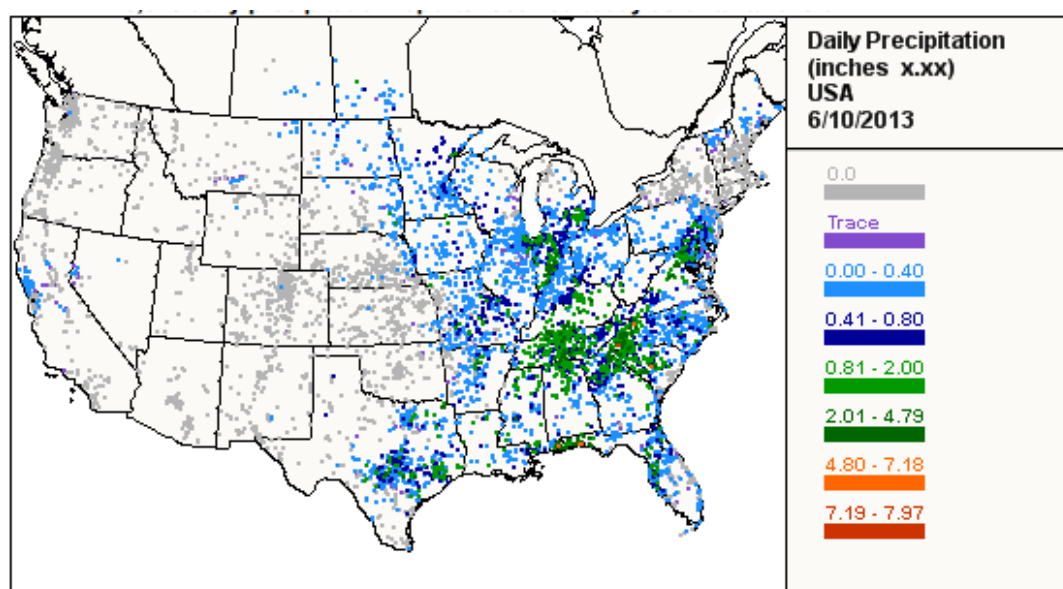 Daily Precipitation
(inches x.xx)
USA
6/10/2013
0.0
Trace
0.00 - 0.40
0.41 - 0.80
0.81 - 2.00
2.01 - 4.79
4.80 - 7.18
7.19 - 7.97